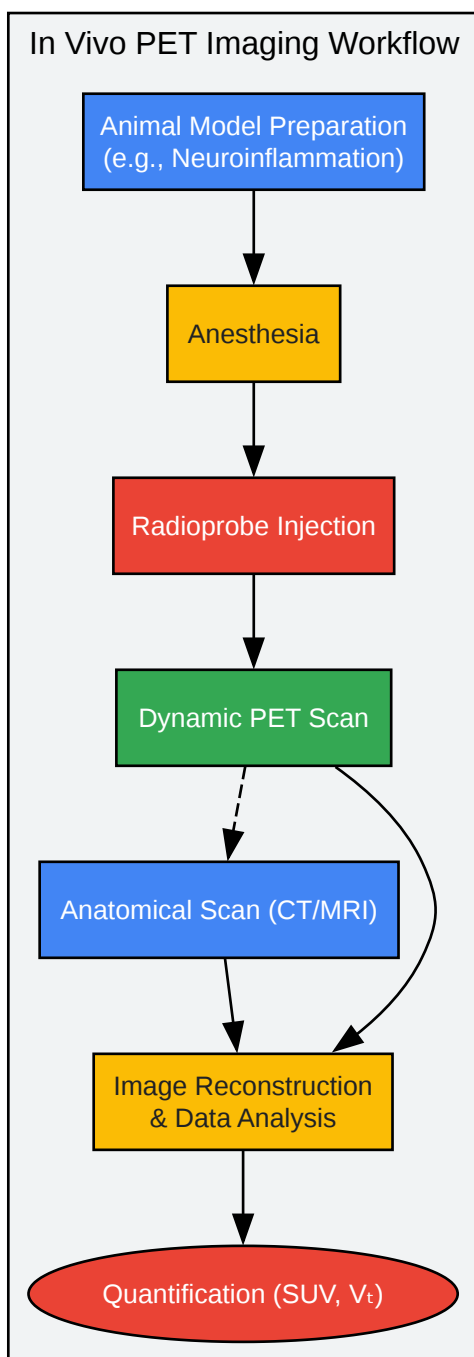 In Vivo PET Imaging Workflow
Animal Model Preparation
(e.g., Neuroinflammation)
Anesthesia
Radioprobe Injection
Dynamic PET Scan
Anatomical Scan (CT/MRI)
Image Reconstruction
& Data Analysis
Quantification (SUV, Vₜ)